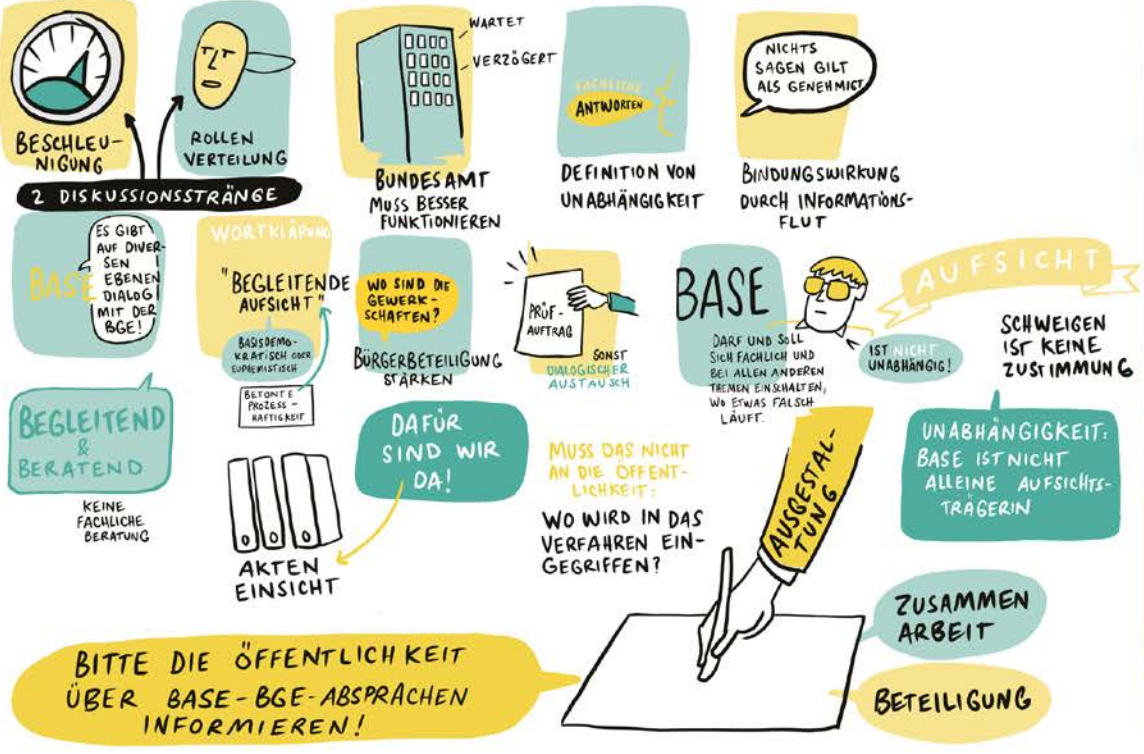 BESCHLEU-
NIGUNG
ROLLEN
VERTEILUNG
2 DISKUSSIONSSTRÄNGE
WARTET
VERZÖGERT
BUNDESAMT
MUSS BESSER
FUNKTIONIEREN
FACHLICHE
ANTWORTEN
DEFINITION VON
UNABHÄNGIGKEIT
NICHTS
SAGEN GILT
ALS GENEHMIGT
BINDUNGSWIRKUNG
DURCH INFORMATIONS-
FLUT
BASE
ES GIBT
AUF DIVER-
SEN
EBENEN
DIALOG
MIT DER
BGE!
WORTKLÄRUNG
"BEGLEITENDE
AUFSICHT"
BASISDEMO-
KRATISCH ODER
EUPHEMISTISCH
BETONTE
PROZESS-
HAFTIGKEIT
WO SIND DIE
GEWERK-
SCHAFTEN?
BÜRGERBETEILIGUNG
STÄRKEN
PRÜF-
AUFTRAG
SONST
DIALOGISCHER
AUSTAUSCH
BASE
DARF UND SOLL
SICH FACHLICH UND
BEI ALLEN ANDEREN
THEMEN EINSCHALTEN,
WO ETWAS FALSCH
LÄUFT.
IST NICHT
UNABHÄNGIG!
AUFSICHT
SCHWEIGEN
IST KEINE
ZUSTIMMUNG
UNABHÄNGIGKEIT:
BASE IST NICHT
ALLEINE AUFSICHTS-
TRÄGERIN
BEGLEITEND
&
BERATEND
KEINE
FACHLICHE
BERATUNG
AKTEN
EINSICHT
DAFÜR
SIND WIR
DA!
MUSS DAS NICHT
AN DIE ÖFFENT-
LICHKEIT:
WO WIRD IN DAS
VERFAHREN EIN-
GEGRIFFEN?
AUSGESTAL-
TUNG
ZUSAMMEN
ARBEIT
BETEILIGUNG
BITTE DIE ÖFFENTLICHKEIT
ÜBER BASE-BGE-ABSPRACHEN
INFORMIEREN!